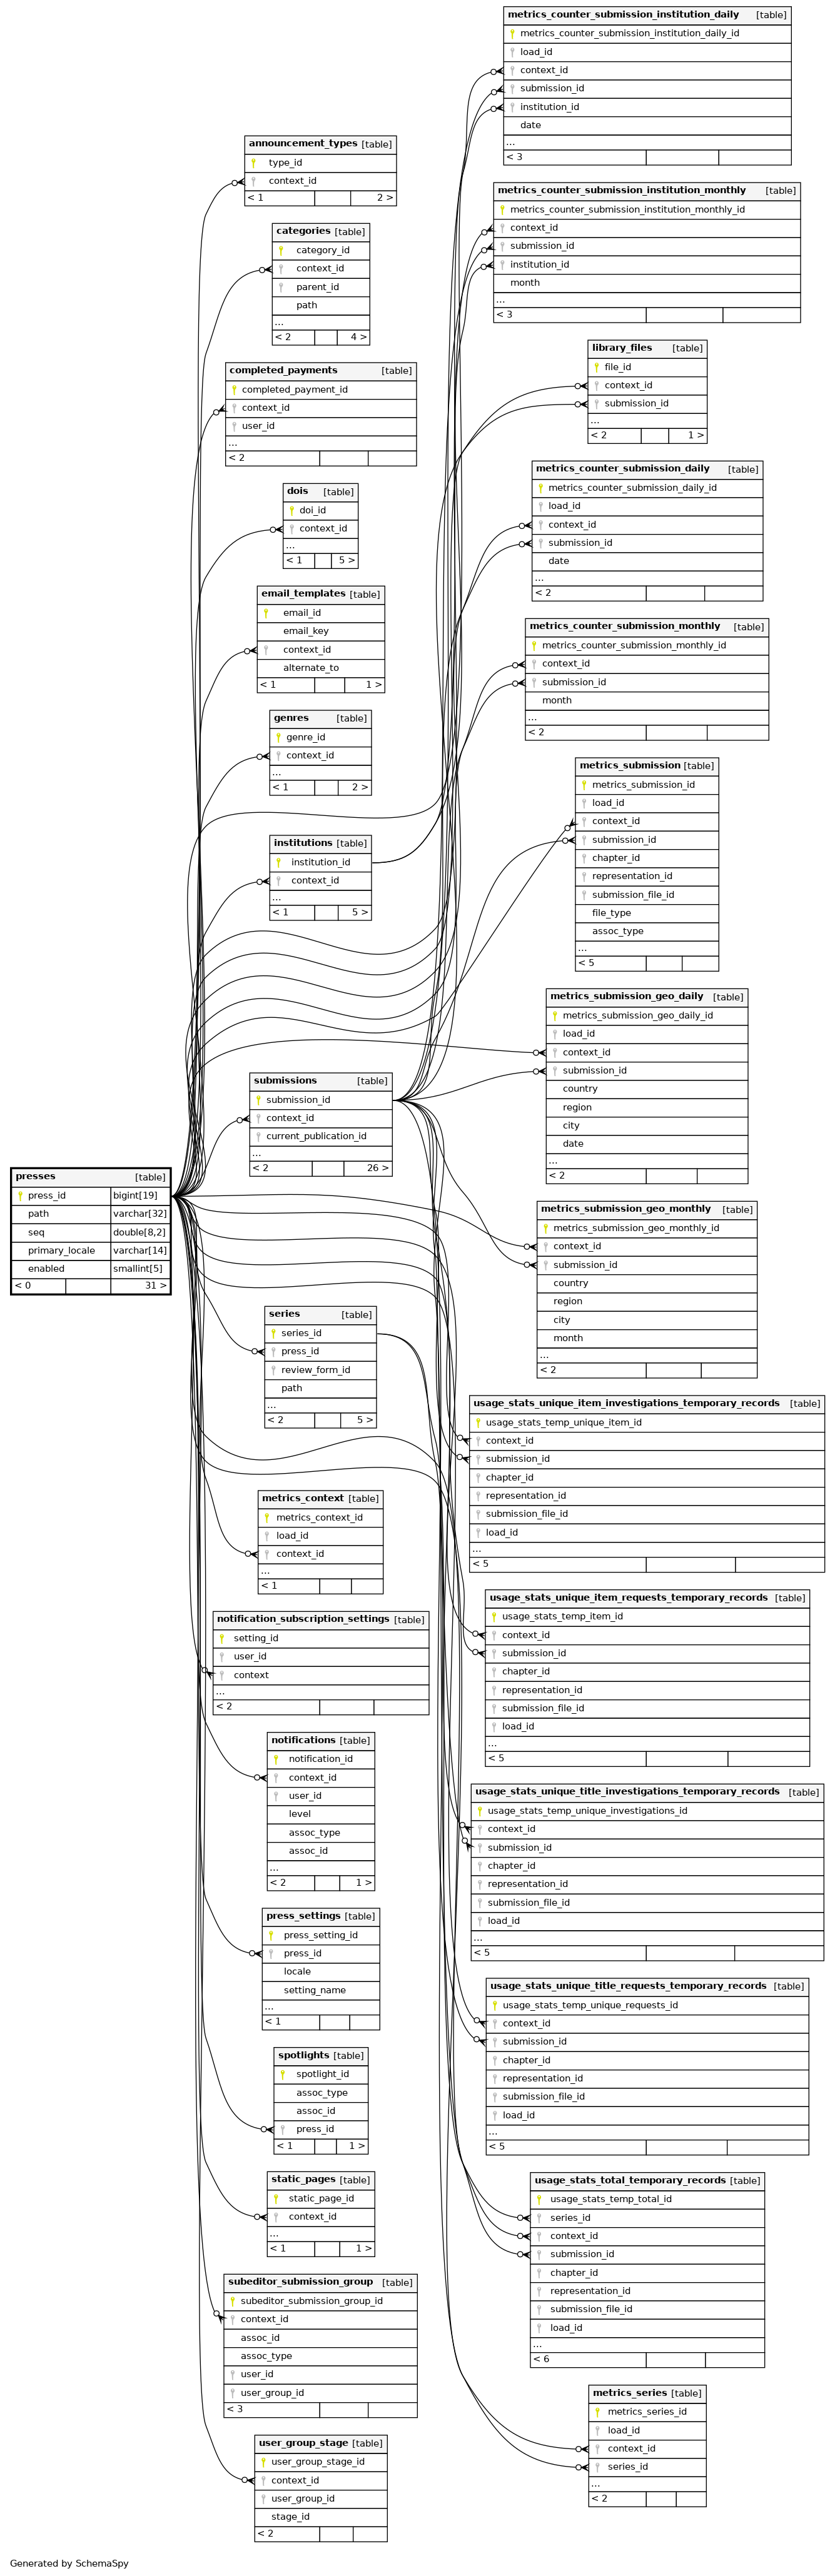 presses [table]
press_id bigint[19]
path varchar[32]
seq double[8,2]
primary_locale varchar[14]
enabled smallint[5]
< 0 31 >
announcement_types [table]
type_id
context_id
< 1 2 >
categories [table]
category_id
context_id
parent_id
path
...
< 2 4 >
completed_payments [table]
completed_payment_id
context_id
user_id
...
< 2
dois [table]
doi_id
context_id
...
< 1 5 >
email_templates [table]
email_id
email_key
context_id
alternate_to
< 1 1 >
genres [table]
genre_id
context_id
...
< 1 2 >
institutions [table]
institution_id
context_id
...
< 1 5 >
submissions [table]
submission_id
context_id
current_publication_id
...
< 2 26 >
series [table]
series_id
press_id
review_form_id
path
...
< 2 5 >
metrics_context [table]
metrics_context_id
load_id
context_id
...
< 1
notification_subscription_settings [table]
setting_id
user_id
context
...
< 2
notifications [table]
notification_id
context_id
user_id
level
assoc_type
assoc_id
...
< 2 1 >
press_settings [table]
press_setting_id
press_id
locale
setting_name
...
< 1
spotlights [table]
spotlight_id
assoc_type
assoc_id
press_id
< 1 1 >
static_pages [table]
static_page_id
context_id
...
< 1 1 >
subeditor_submission_group [table]
subeditor_submission_group_id
context_id
assoc_id
assoc_type
user_id
user_group_id
< 3
user_group_stage [table]
user_group_stage_id
context_id
user_group_id
stage_id
< 2
metrics_counter_submission_institution_daily [table]
metrics_counter_submission_institution_daily_id
load_id
context_id
submission_id
institution_id
date
...
< 3
metrics_counter_submission_institution_monthly [table]
metrics_counter_submission_institution_monthly_id
context_id
submission_id
institution_id
month
...
< 3
library_files [table]
file_id
context_id
submission_id
...
< 2 1 >
metrics_counter_submission_daily [table]
metrics_counter_submission_daily_id
load_id
context_id
submission_id
date
...
< 2
metrics_counter_submission_monthly [table]
metrics_counter_submission_monthly_id
context_id
submission_id
month
...
< 2
metrics_submission [table]
metrics_submission_id
load_id
context_id
submission_id
chapter_id
representation_id
submission_file_id
file_type
assoc_type
...
< 5
metrics_submission_geo_daily [table]
metrics_submission_geo_daily_id
load_id
context_id
submission_id
country
region
city
date
...
< 2
metrics_submission_geo_monthly [table]
metrics_submission_geo_monthly_id
context_id
submission_id
country
region
city
month
...
< 2
usage_stats_unique_item_investigations_temporary_records [table]
usage_stats_temp_unique_item_id
context_id
submission_id
chapter_id
representation_id
submission_file_id
load_id
...
< 5
usage_stats_unique_item_requests_temporary_records [table]
usage_stats_temp_item_id
context_id
submission_id
chapter_id
representation_id
submission_file_id
load_id
...
< 5
usage_stats_unique_title_investigations_temporary_records [table]
usage_stats_temp_unique_investigations_id
context_id
submission_id
chapter_id
representation_id
submission_file_id
load_id
...
< 5
usage_stats_unique_title_requests_temporary_records [table]
usage_stats_temp_unique_requests_id
context_id
submission_id
chapter_id
representation_id
submission_file_id
load_id
...
< 5
usage_stats_total_temporary_records [table]
usage_stats_temp_total_id
series_id
context_id
submission_id
chapter_id
representation_id
submission_file_id
load_id
...
< 6
metrics_series [table]
metrics_series_id
load_id
context_id
series_id
...
< 2
Generated by SchemaSpy